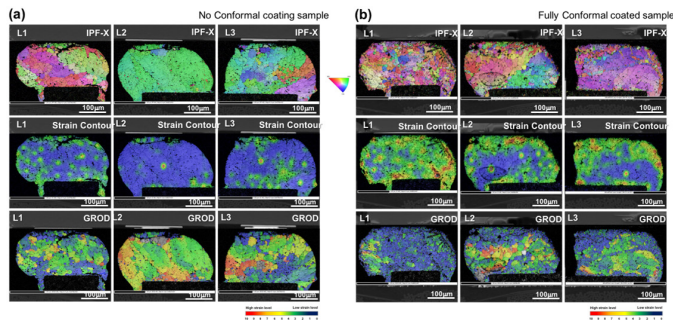 (a) No Conformal coating sample
L1 IPF-X L2 IPF-X L3 IPF-X
100μm 100μm 100μm
L1 Strain Contour L2 Strain Contour L3 Strain Contour
100μm 100μm 100μm
L1 GROD L2 GROD L3 GROD
100μm 100μm 100μm
High strain level Low strain level
(b) Fully Conformal coated sample
L1 IPF-X L2 IPF-X L3 IPF-X
100μm 100μm 100μm
L1 Strain Contour L2 Strain Contour L3 Strain Contour
100μm 100μm 100μm
L1 GROD L2 GROD L3 GROD
100μm 100μm 100μm
High strain level Low strain level